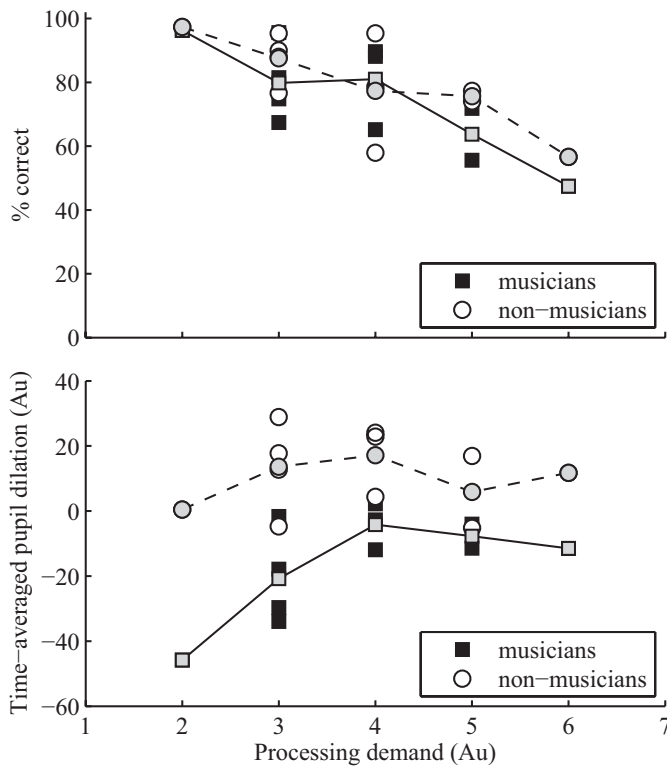 100
80
60
40
20
0
% correct
musicians
non−musicians
40
20
0
−20
−40
−60
Time−averaged pupil dilation (Au)
musicians
non−musicians
1 2 3 4 5 6 7
Processing demand (Au)